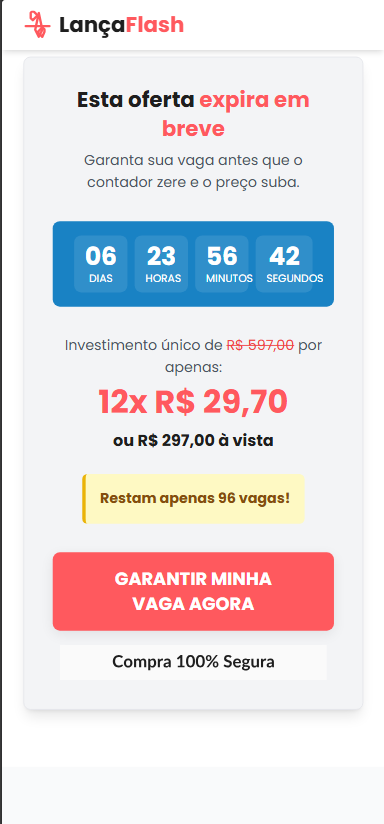 LançaFlash
Esta oferta expira em
breve
Garanta sua vaga antes que o
contador zere e o preço suba.
06 23 56 42
DIAS HORAS MINUTOS SEGUNDOS
Investimento único de R$ 597,00 por
apenas:
12x R$ 29,70
ou R$ 297,00 à vista
Restam apenas 96 vagas!
GARANTIR MINHA
VAGA AGORA
Compra 100% Segura